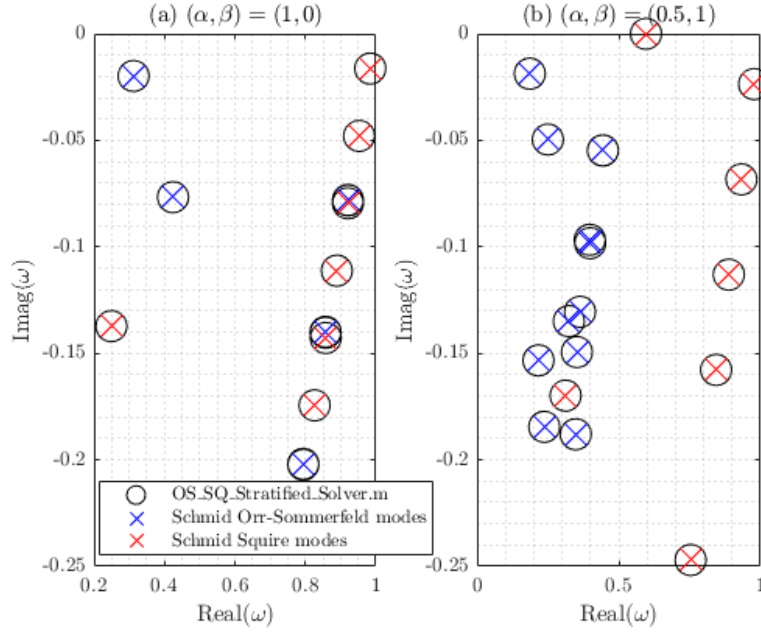 (a) (α, β) = (1, 0)
(b) (α, β) = (0.5, 1)
0
-0.05
-0.1
-0.15
-0.2
-0.25
Imag(ω)
0.2
0.4
0.6
0.8
1
Real(ω)
OS_SQ_Stratified_Solver.m
Schmid Orr-Sommerfeld modes
Schmid Squire modes
0
-0.05
-0.1
-0.15
-0.2
-0.25
Imag(ω)
0
0.5
1
Real(ω)